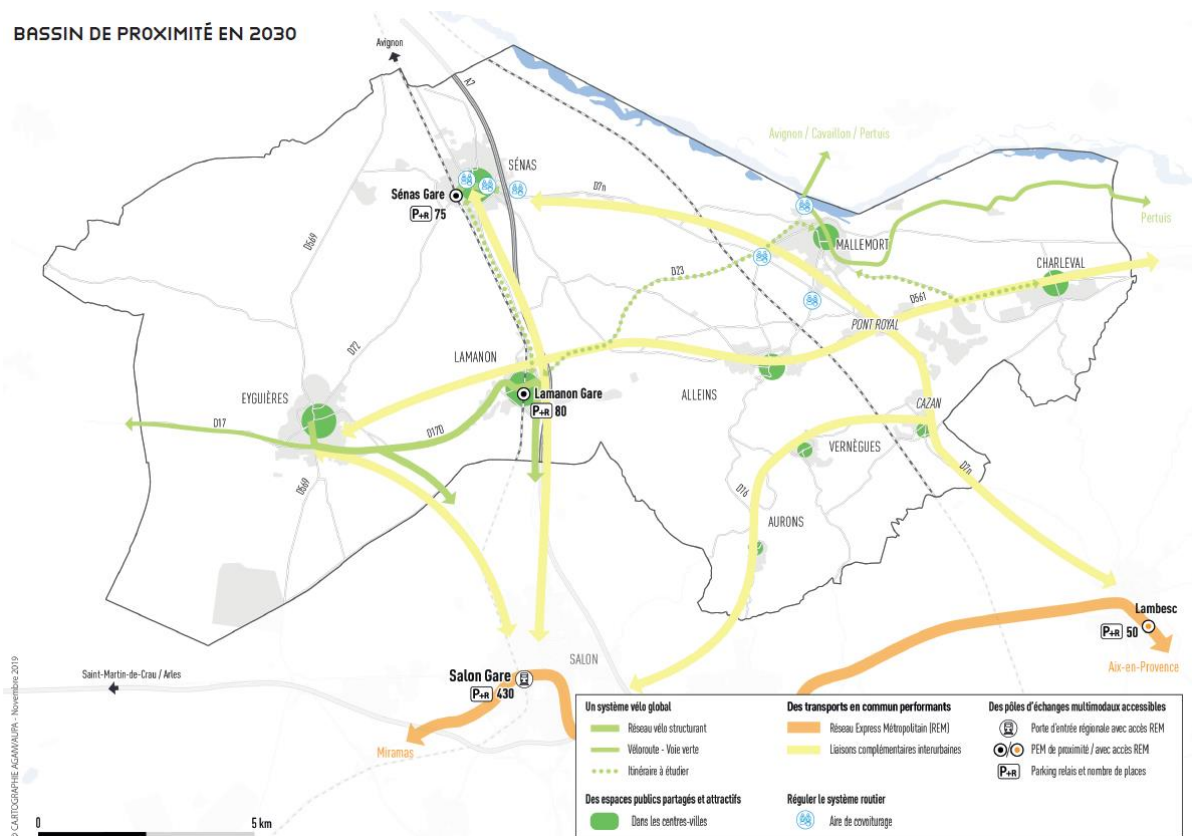 BASSIN DE PROXIMITÉ EN 2030
Avignon
A7
Avignon / Cavaillon / Pertuis
SÉNAS
D7n
Sénas Gare
P+R 75
D569
Pertuis
MALLEMORT
CHARLEVAL
D23
D561
PONT ROYAL
D72
LAMANON
EYGUIÈRES
Lamanon Gare
P+R 80
ALLEINS
CAZAN
D17
D17D
VERNÈGUES
D7n
D569
D16
AURONS
Lambesc
P+R 50
Aix-en-Provence
SALON
Saint-Martin-de-Crau / Arles
Salon Gare
P+R 430
Miramas
Un système vélo global
Réseau vélo structurant
Véloroute - Voie verte
Itinéraire à étudier
Des espaces publics partagés et attractifs
Dans les centres-villes
Des transports en commun performants
Réseau Express Métropolitain (REM)
Liaisons complémentaires interurbaines
Réguler le système routier
Aire de covoiturage
Des pôles d'échanges multimodaux accessibles
Porte d'entrée régionale avec accès REM
PEM de proximité / avec accès REM
P+R Parking relais et nombre de places
0 5 km
© CARTOGRAPHIE AGAM/AUPA - Novembre 2019